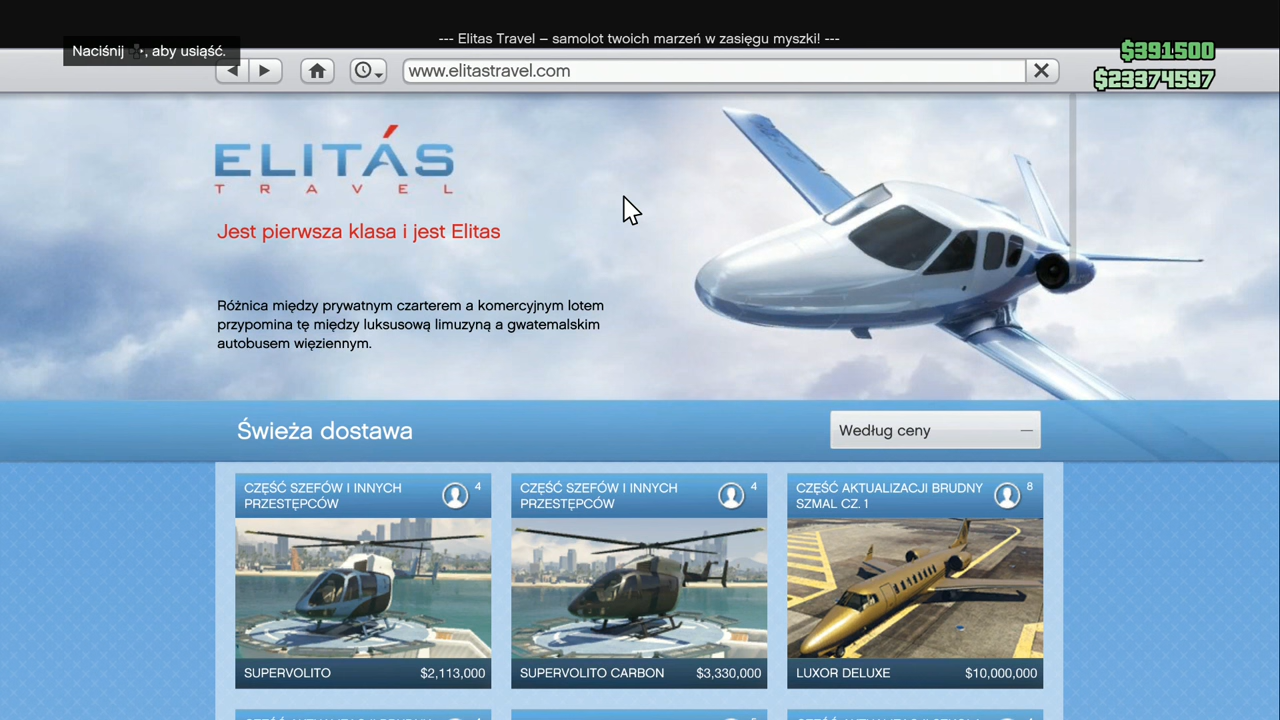 --- Elitas Travel – samolot twoich marzeń w zasięgu myszki! ---
Naciśnij , aby usiąść.
$391500
www.elitastravel.com
$23374597
ELITÁS
TRAVEL
Jest pierwsza klasa i jest Elitas
Różnica między prywatnym czarterem a komercyjnym lotem
przypomina tę między luksusową limuzyną a gwatemalskim
autobusem więziennym.
Świeża dostawa
Według ceny
CZĘŚĆ SZEFÓW I INNYCH
PRZESTĘPCÓW
4
CZĘŚĆ SZEFÓW I INNYCH
PRZESTĘPCÓW
4
CZĘŚĆ AKTUALIZACJI BRUDNY
SZMAL CZ. 1
8
SUPERVOLITO $2,113,000
SUPERVOLITO CARBON $3,330,000
LUXOR DELUXE $10,000,000